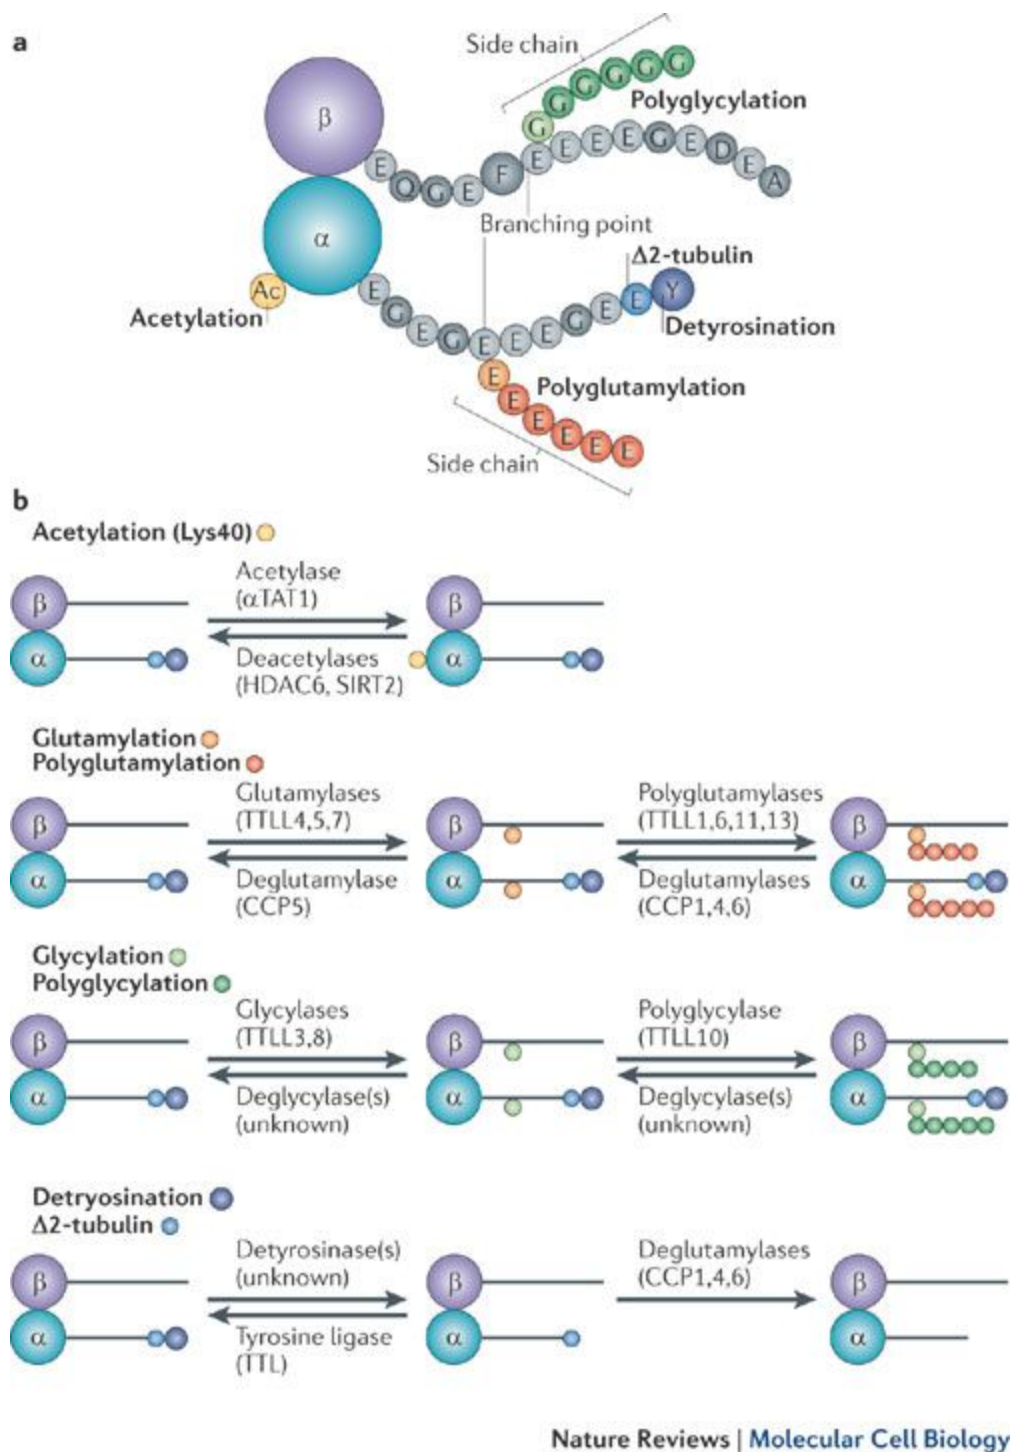 a
Side chain
G G G G G G
Polyglycylation
β
E Q G E F E E E E G E D E A
Branching point
α
Δ2-tubulin
Ac
E G E G E E E G E E Y
Acetylation
Detyrosination
E E E E E E
Polyglutamylation
Side chain
b
Acetylation (Lys40)
Acetylase
(αTAT1)
β
β
α
α
Deacetylases
(HDAC6, SIRT2)
Glutamylation
Polyglutamylation
Glutamylases
(TTLL4,5,7)
Polyglutamylases
(TTLL1,6,11,13)
β
β
β
α
α
α
Deglutamylase
(CCP5)
Deglutamylases
(CCP1,4,6)
Glycylation
Polyglycylation
Glycylases
(TTLL3,8)
Polyglycylase
(TTLL10)
β
β
β
α
α
α
Deglycylase(s)
(unknown)
Deglycylase(s)
(unknown)
Detryosination
Δ2-tubulin
Detyrosinase(s)
(unknown)
Deglutamylases
(CCP1,4,6)
β
β
β
α
α
α
Tyrosine ligase
(TTL)
Nature Reviews | Molecular Cell Biology